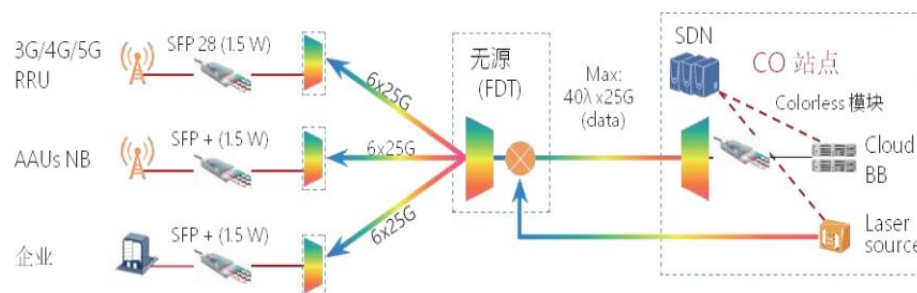 3G/4G/5G
RRU
SFP 28 (1.5 W)
AAUs NB
SFP + (1.5 W)
企业
SFP + (1.5 W)
6x25G
6x25G
6x25G
无源
(FDT)
Max:
40λ x25G
(data)
SDN
CO 站点
Colorless 模块
Cloud
BB
Laser
source